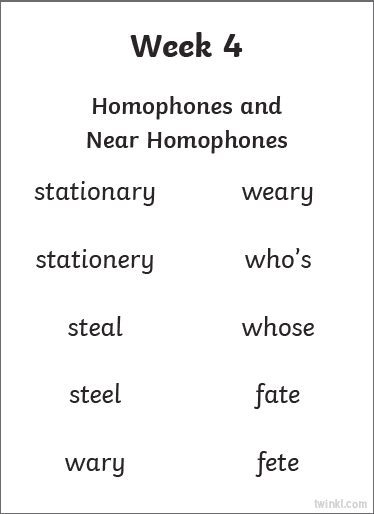 Week 4
Homophones and
Near Homophones
stationary weary
stationery who's
steal whose
steel fate
wary fete
twinkl.com